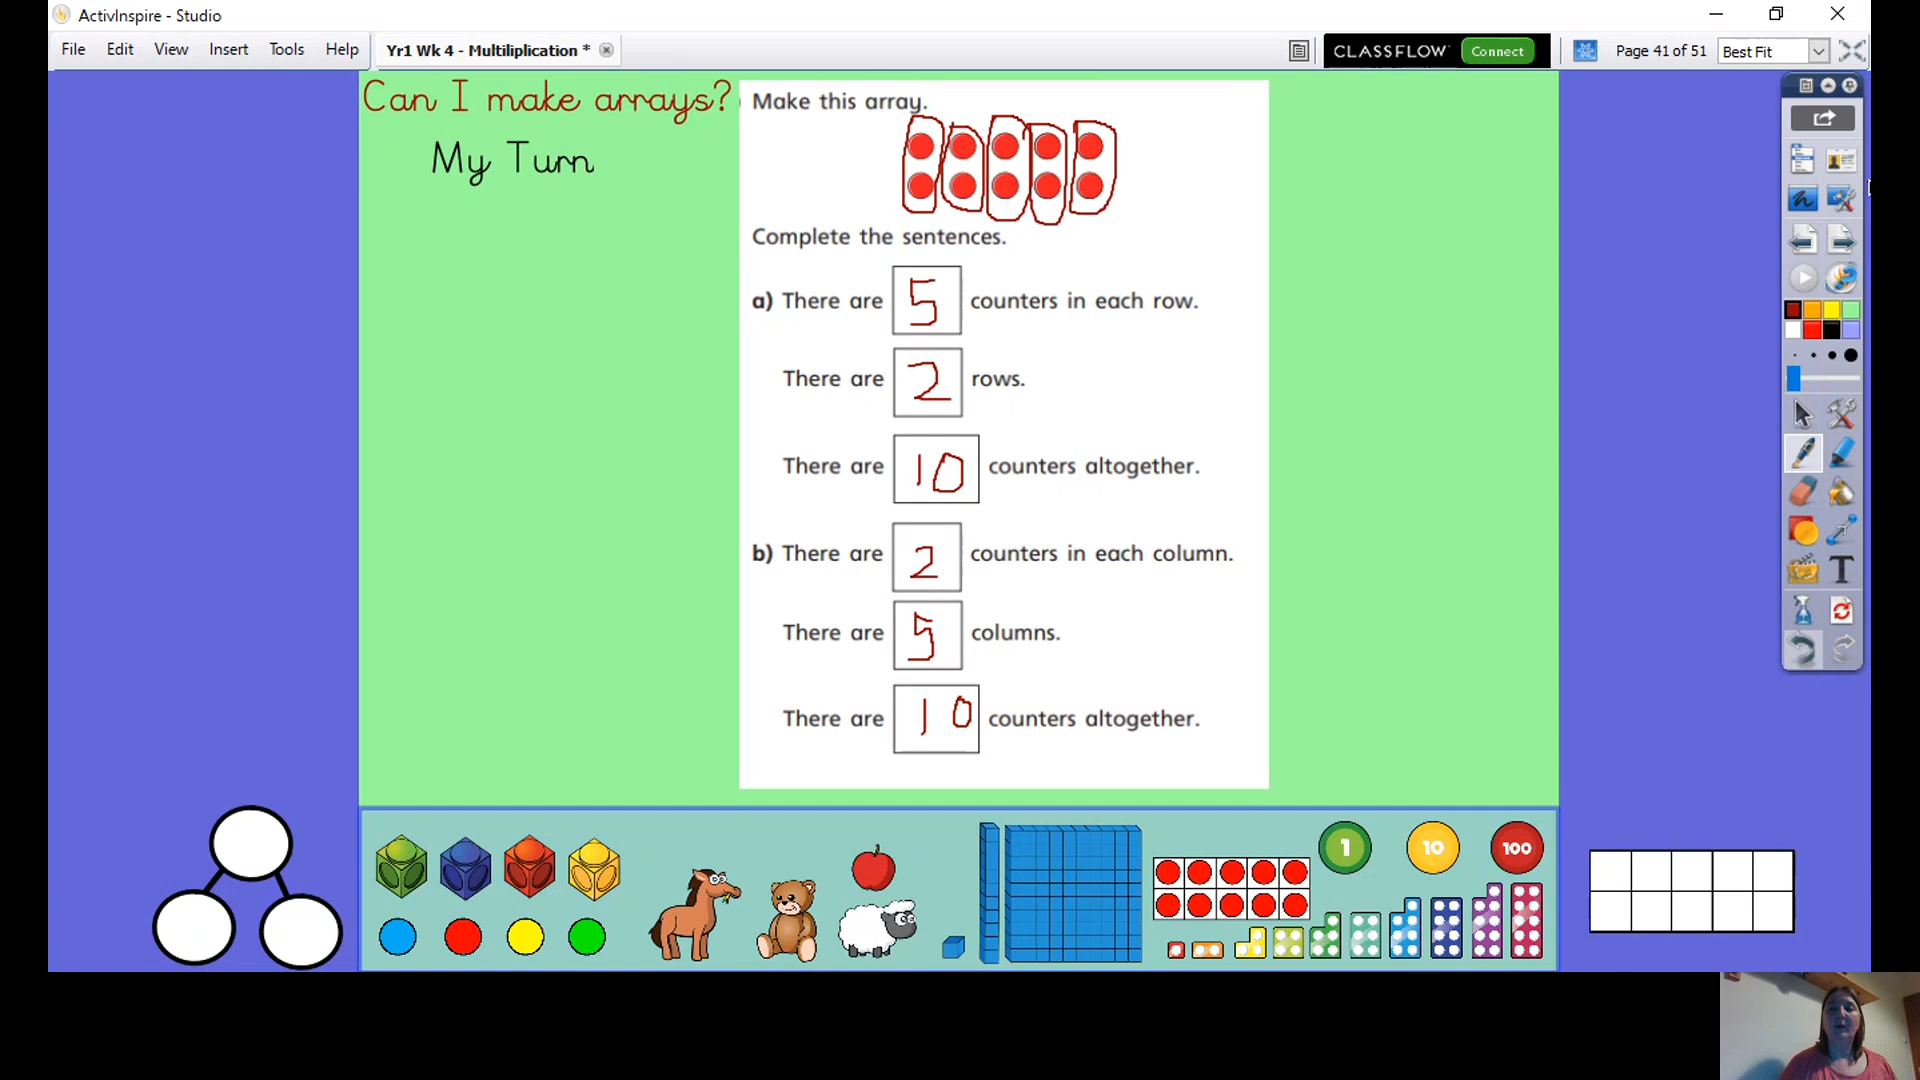 ActivInspire - Studio
File Edit View Insert Tools Help
Yr1 Wk 4 - Multiliplication *
CLASSFLOW Connect
Page 41 of 51
Best Fit
Can I make arrays?
My Turn
Make this array.
Complete the sentences.
a) There are 5 counters in each row.
There are 2 rows.
There are 10 counters altogether.
b) There are 2 counters in each column.
There are 5 columns.
There are 10 counters altogether.
1 10 100